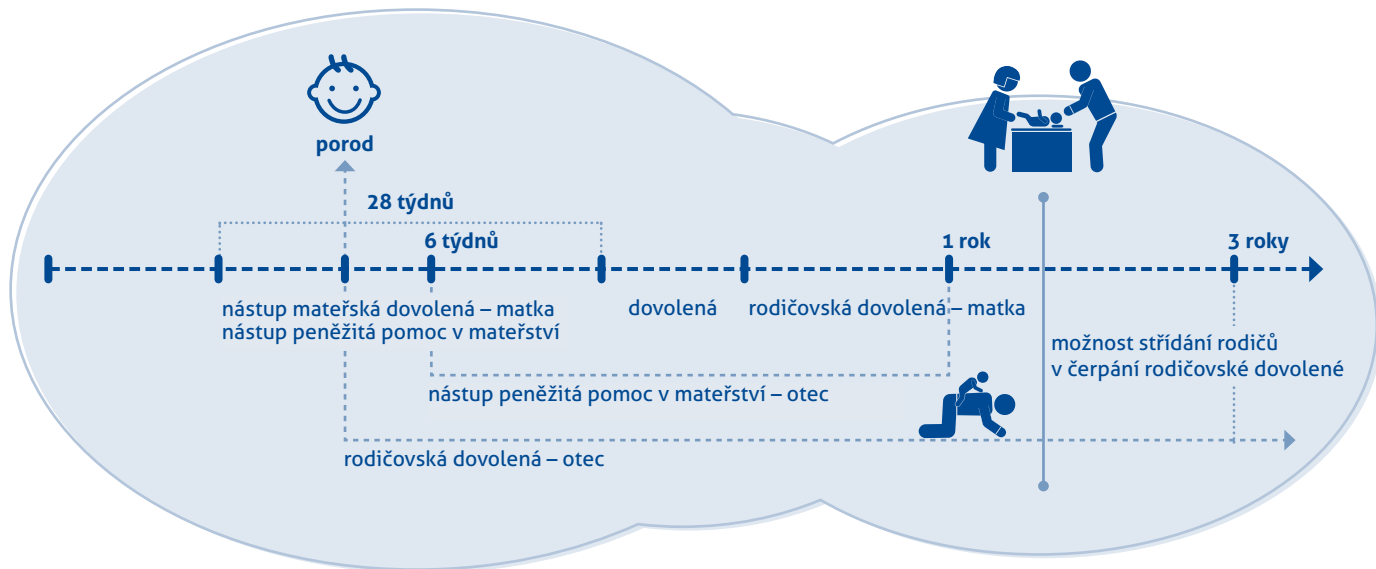 porod
28 týdnů
6 týdnů
1 rok
3 roky
nástup mateřská dovolená – matka
nástup peněžitá pomoc v mateřství
dovolená
rodičovská dovolená – matka
možnost střídání rodičů
v čerpání rodičovské dovolené
nástup peněžitá pomoc v mateřství – otec
rodičovská dovolená – otec